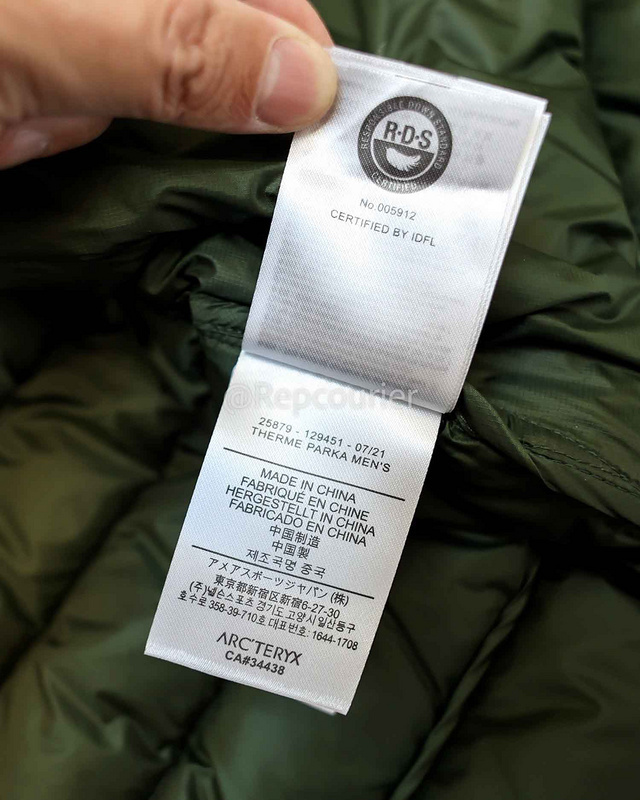 RESPONSIBLE DOWN STANDARD
R·D·S
CERTIFIED
No.005912
CERTIFIED BY IDFL
@Repcourier
25879 - 129451 - 07/21
THERME PARKA MEN'S
MADE IN CHINA
FABRIQUÉ EN CHINE
HERGESTELLT IN CHINA
FABRICADO EN CHINA
中国制造
中國製
제조국명 중국
アメアスポーツジャパン (株)
東京都新宿区新宿6-27-30
(주)넬슨스포츠 경기도 고양시일산동구
호수로 358-39-710호 대표번호: 1644-1708
ARC'TERYX
CA#34438